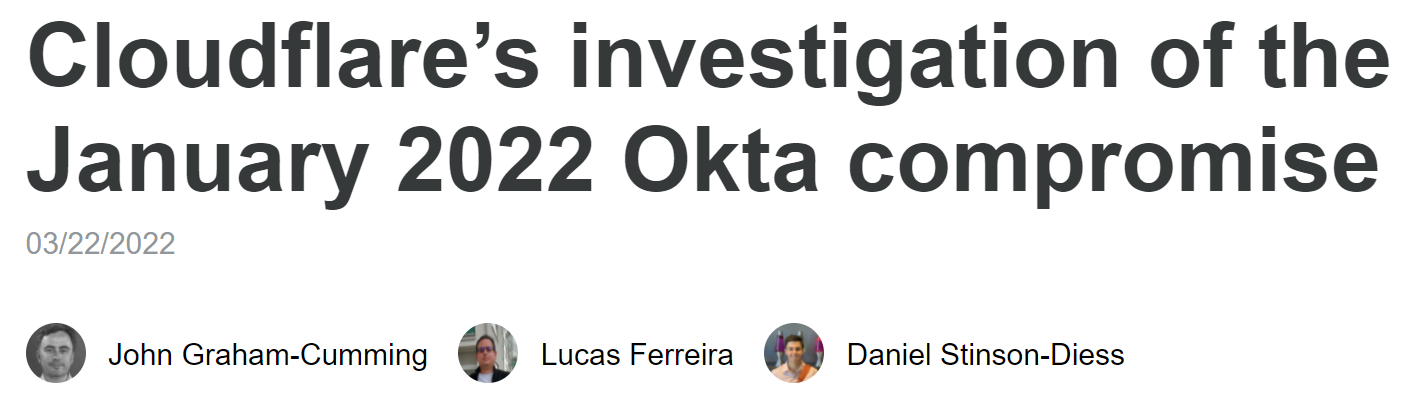 Cloudflare’s investigation of the
January 2022 Okta compromise
03/22/2022
John Graham-Cumming Lucas Ferreira Daniel Stinson-Diess